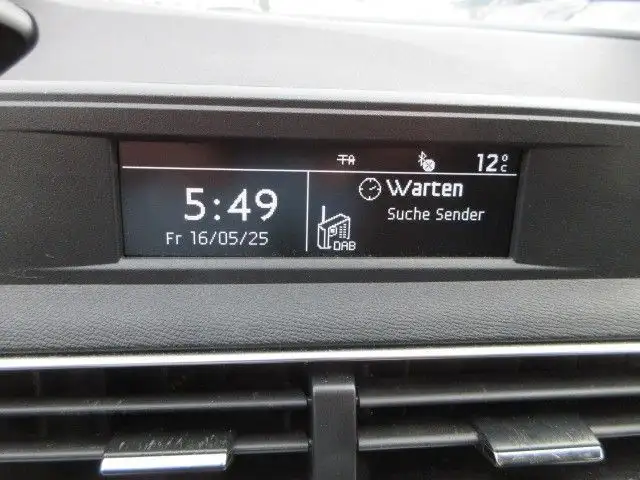 TA
12°C
5:49
Fr 16/05/25
Warten
Suche Sender
DAB